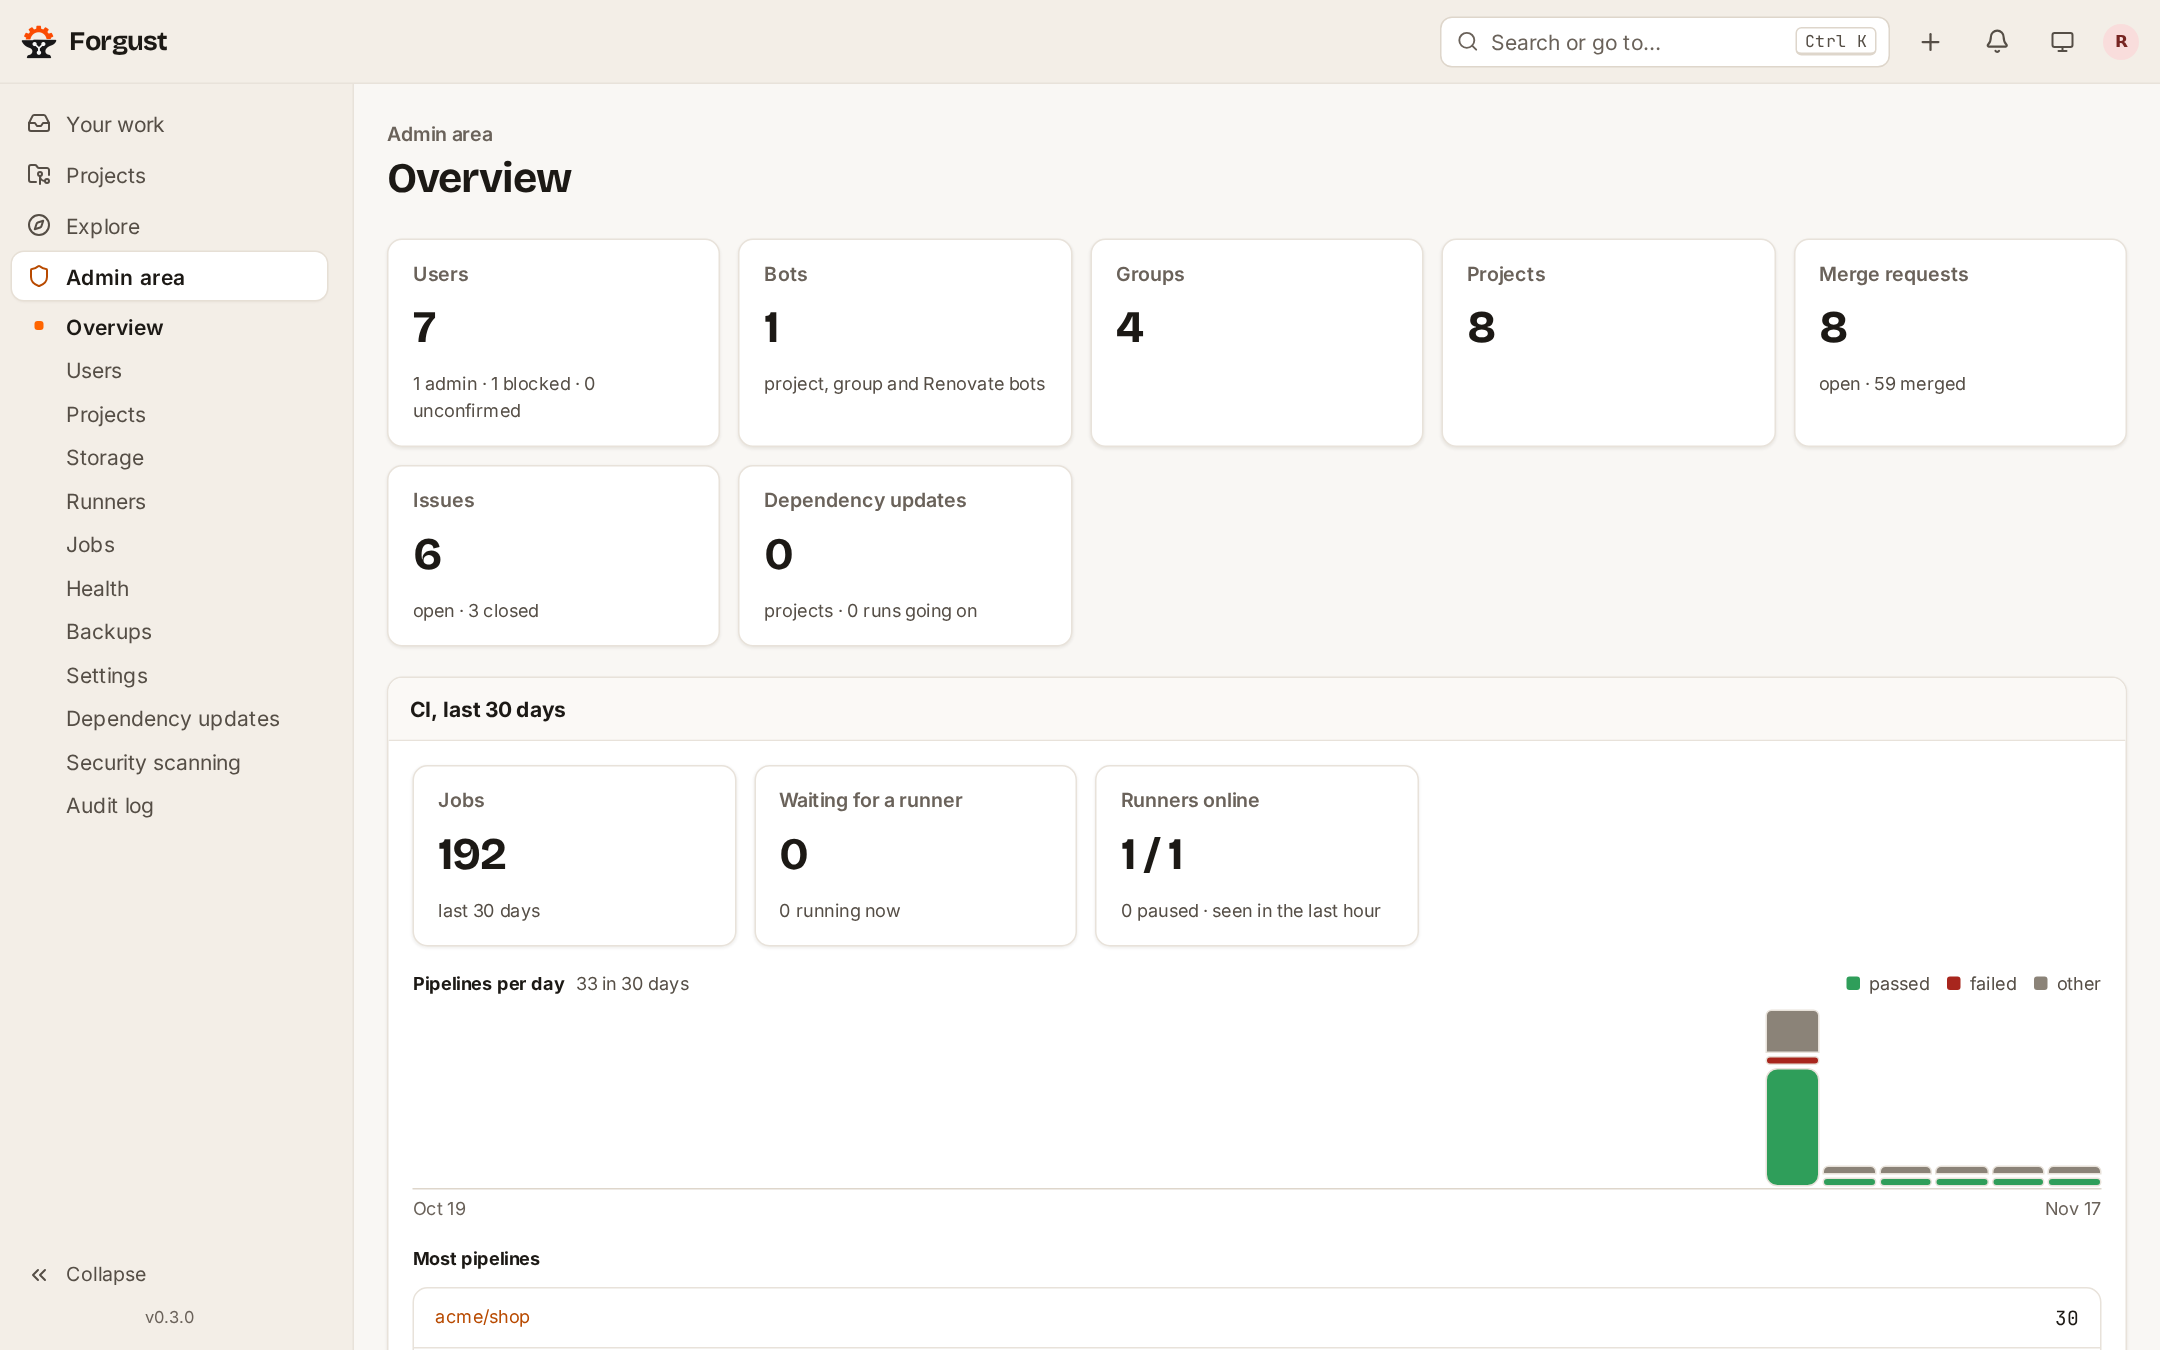 Forgust
Search or go to...
Ctrl K
R
Your work
Projects
Explore
Admin area
Overview
Users
Projects
Storage
Runners
Jobs
Health
Backups
Settings
Dependency updates
Security scanning
Audit log
Collapse
v0.3.0
Admin area
Overview
Users
7
1 admin · 1 blocked · 0
unconfirmed
Bots
1
project, group and Renovate bots
Groups
4
Projects
8
Merge requests
8
open · 59 merged
Issues
6
open · 3 closed
Dependency updates
0
projects · 0 runs going on
CI, last 30 days
Jobs
192
last 30 days
Waiting for a runner
0
0 running now
Runners online
1 / 1
0 paused · seen in the last hour
Pipelines per day 33 in 30 days
passed failed other
Oct 19
Nov 17
Most pipelines
acme/shop 30